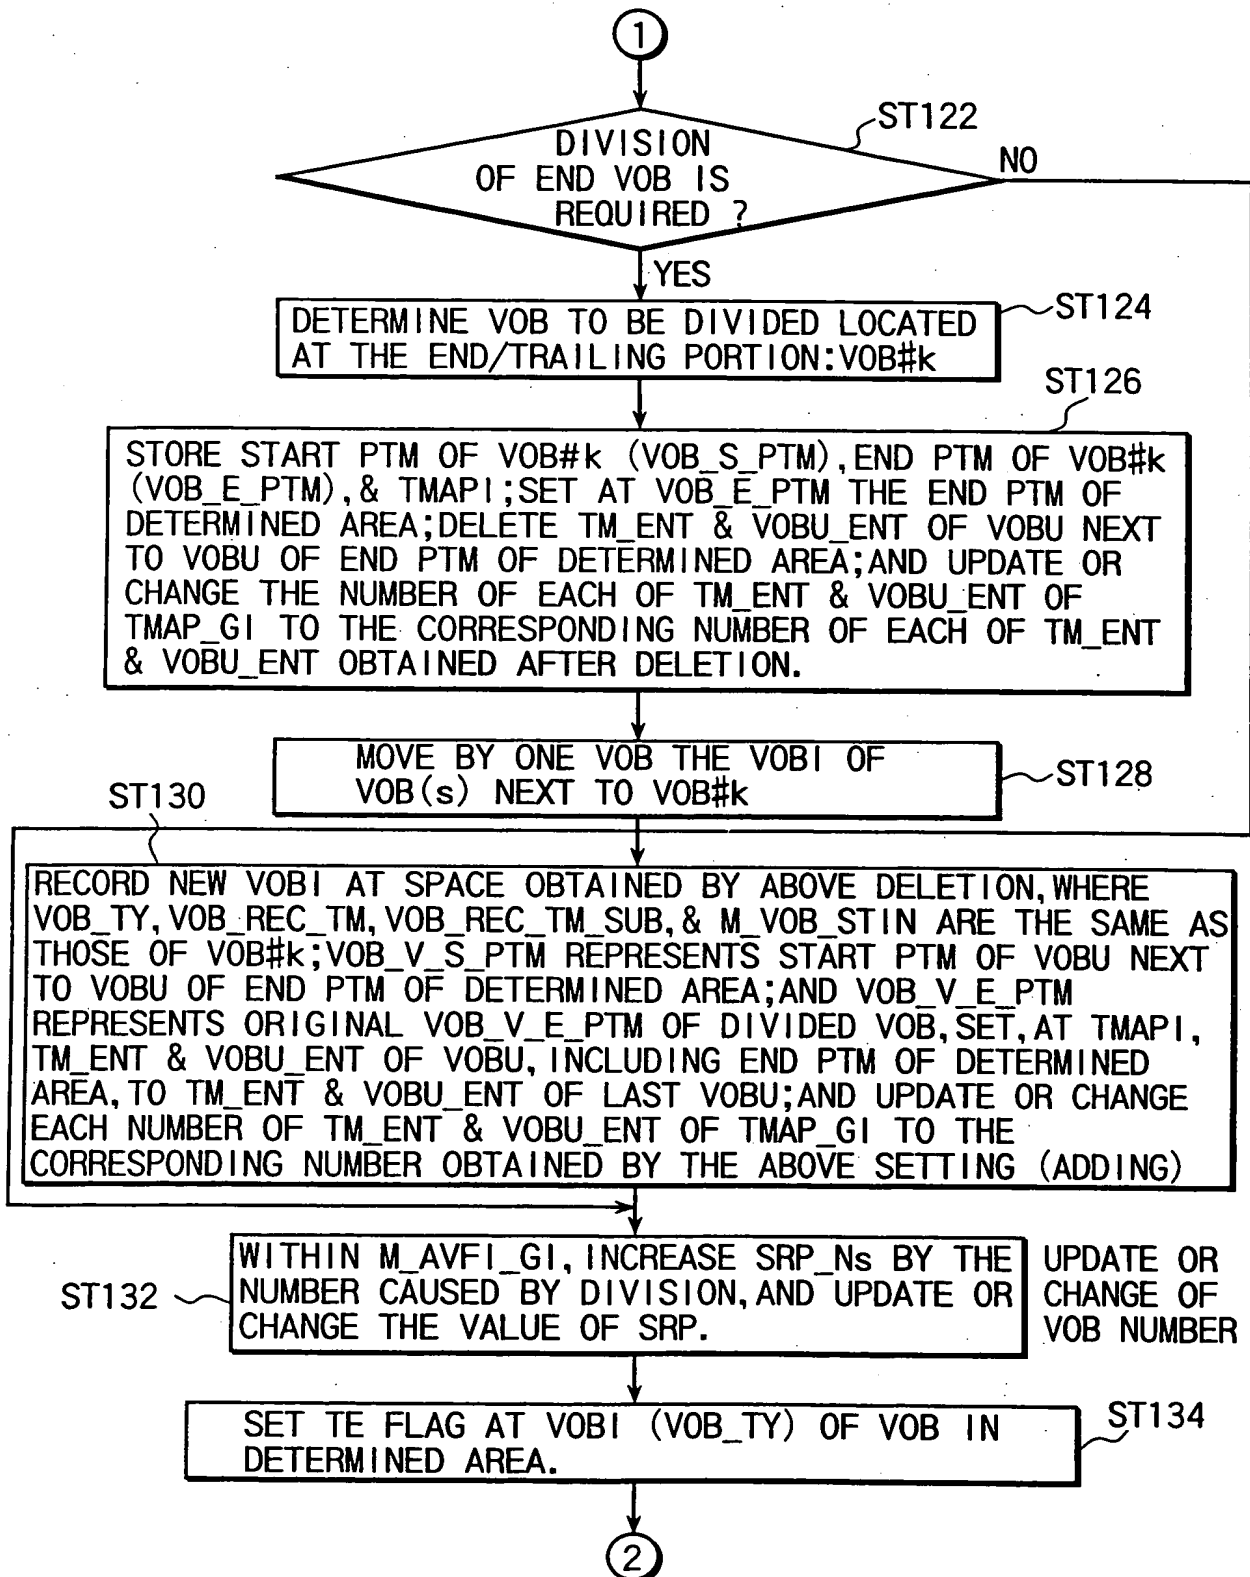 1
ST122
DIVISION
OF END VOB IS
REQUIRED ?
NO
YES
ST124
DETERMINE VOB TO BE DIVIDED LOCATED
AT THE END/TRAILING PORTION:VOB#k
ST126
STORE START PTM OF VOB#k (VOB_S_PTM),END PTM OF VOB#k
(VOB_E_PTM),& TMAPI;SET AT VOB_E_PTM THE END PTM OF
DETERMINED AREA;DELETE TM_ENT & VOBU_ENT OF VOBU NEXT
TO VOBU OF END PTM OF DETERMINED AREA;AND UPDATE OR
CHANGE THE NUMBER OF EACH OF TM_ENT & VOBU_ENT OF
TMAP_GI TO THE CORRESPONDING NUMBER OF EACH OF TM_ENT
& VOBU_ENT OBTAINED AFTER DELETION.
MOVE BY ONE VOB THE VOBI OF
VOB(s) NEXT TO VOB#k
ST128
ST130
RECORD NEW VOBI AT SPACE OBTAINED BY ABOVE DELETION,WHERE
VOB_TY,VOB_REC_TM,VOB_REC_TM_SUB,& M_VOB_STIN ARE THE SAME AS
THOSE OF VOB#k;VOB_V_S_PTM REPRESENTS START PTM OF VOBU NEXT
TO VOBU OF END PTM OF DETERMINED AREA;AND VOB_V_E_PTM
REPRESENTS ORIGINAL VOB_V_E_PTM OF DIVIDED VOB,SET,AT TMAPI,
TM_ENT & VOBU_ENT OF VOBU,INCLUDING END PTM OF DETERMINED
AREA,TO TM_ENT & VOBU_ENT OF LAST VOBU;AND UPDATE OR CHANGE
EACH NUMBER OF TM_ENT & VOBU_ENT OF TMAP_GI TO THE
CORRESPONDING NUMBER OBTAINED BY THE ABOVE SETTING (ADDING)
WITHIN M_AVFI_GI,INCREASE SRP_Ns BY THE
NUMBER CAUSED BY DIVISION,AND UPDATE OR
CHANGE THE VALUE OF SRP.
ST132
UPDATE OR
CHANGE OF
VOB NUMBER
SET TE FLAG AT VOBI (VOB_TY) OF VOB IN
DETERMINED AREA.
ST134
2